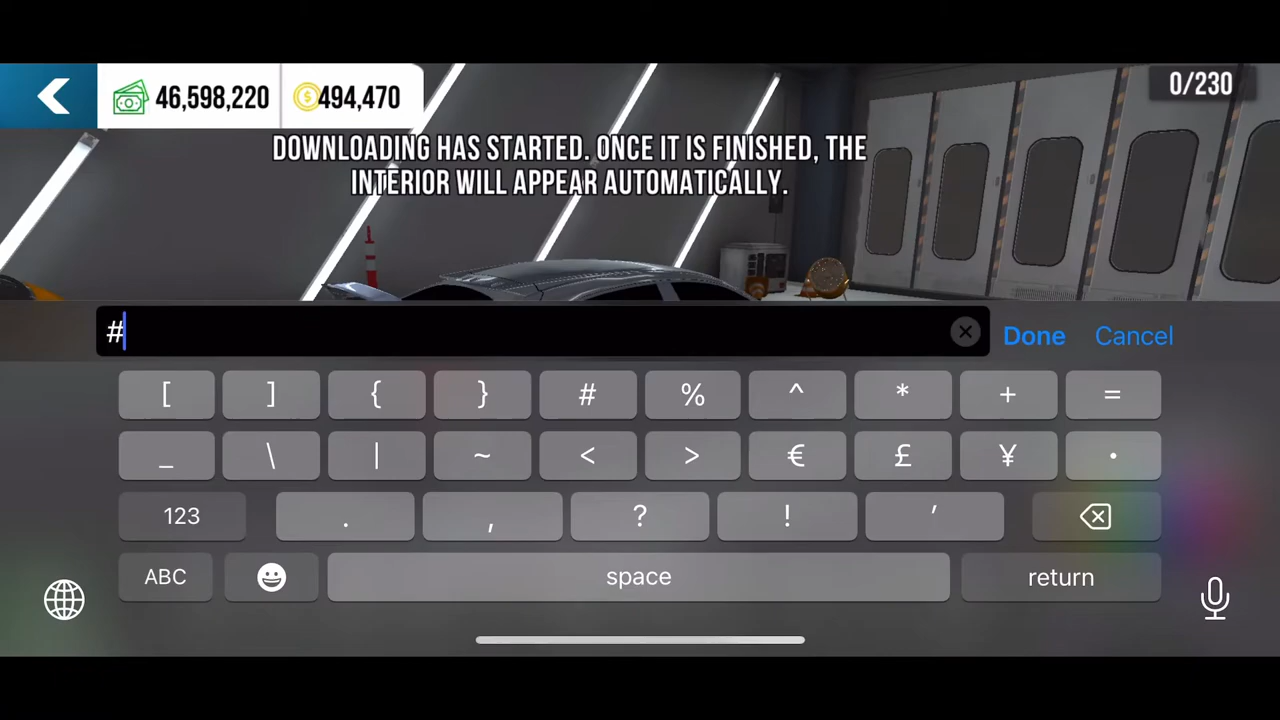 46,598,220
494,470
0/230
DOWNLOADING HAS STARTED. ONCE IT IS FINISHED, THE
INTERIOR WILL APPEAR AUTOMATICALLY.
#
Done
Cancel
[ ] { } # % ^ * + =
_ \ | ~ < > € £ ¥ •
123 . , ? ! ′
ABC
space
return